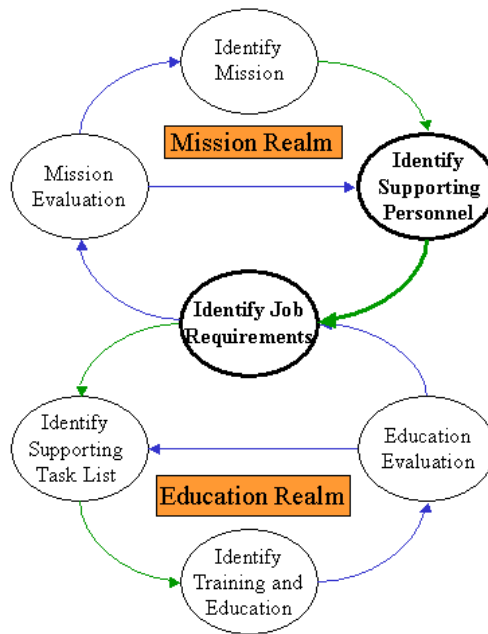 Identify
Mission
Mission Realm
Mission
Evaluation
Identify
Supporting
Personnel
Identify Job
Requirements
Identify
Supporting
Task List
Education
Evaluation
Education Realm
Identify
Training and
Education